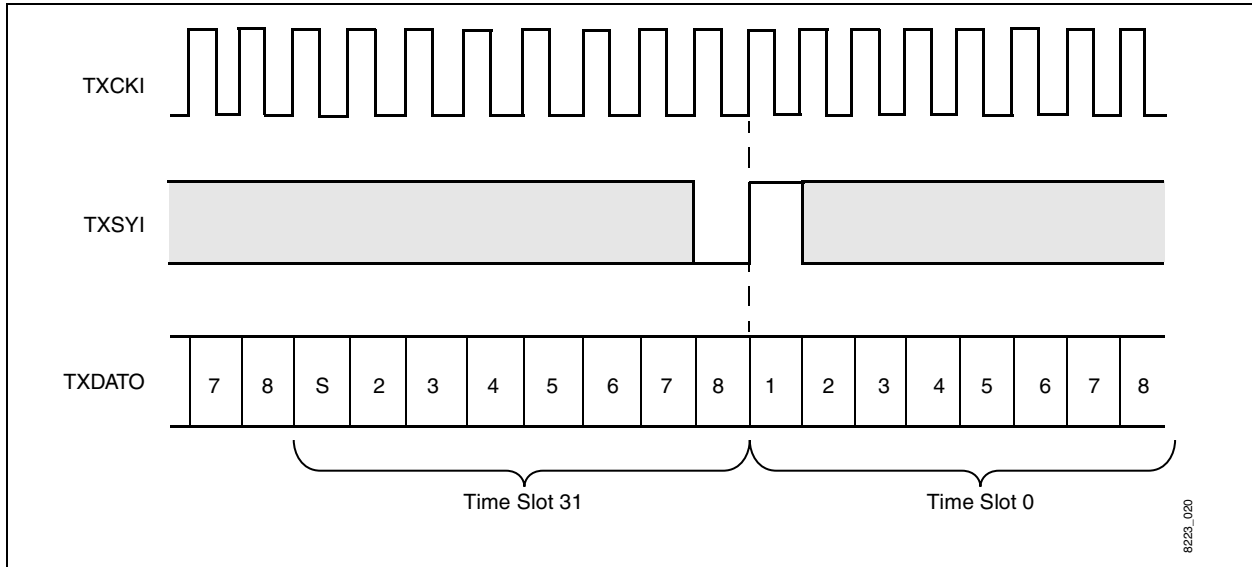 TXCKI
TXSYI
TXDATO
7 8 S 2 3 4 5 6 7 8 1 2 3 4 5 6 7 8
Time Slot 31
Time Slot 0
8223_020